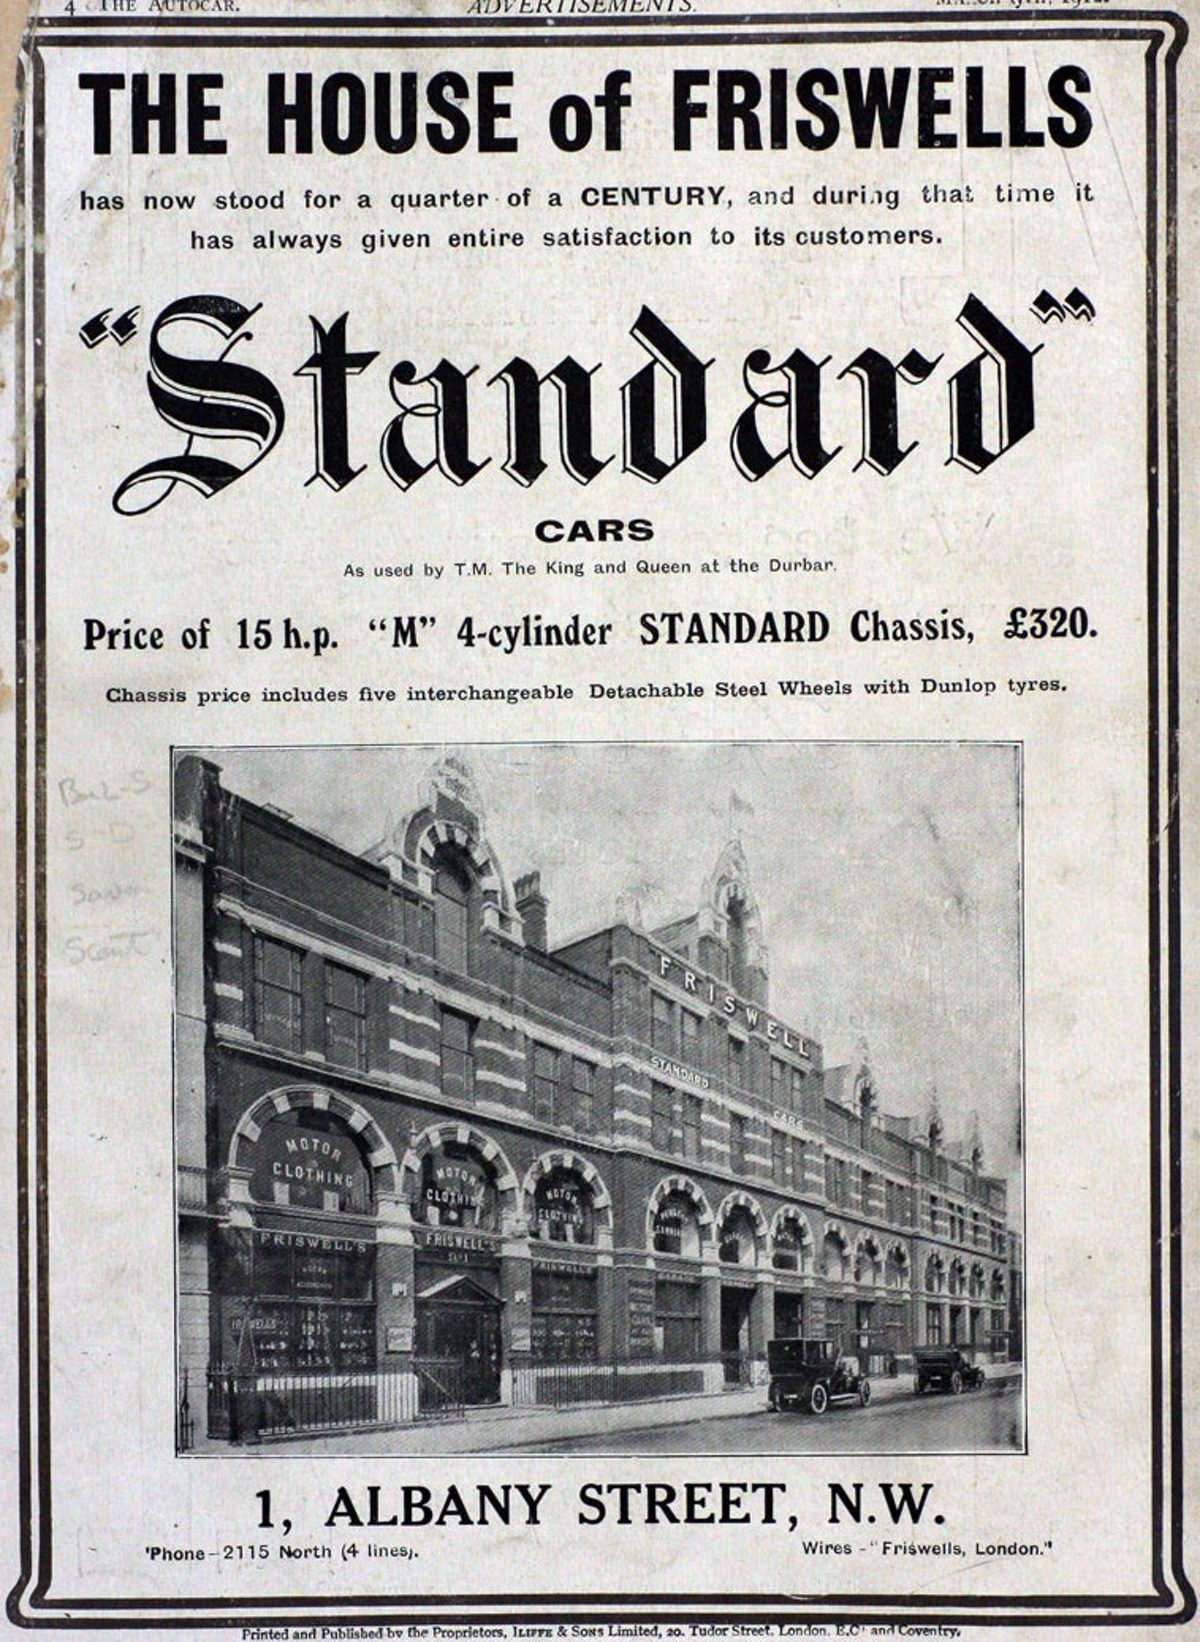 4 THE AUTOCAR. ADVERTISEMENTS.
THE HOUSE of FRISWELLS
has now stood for a quarter of a CENTURY, and during that time it
has always given entire satisfaction to its customers.
“Standard”
CARS
As used by T.M. The King and Queen at the Durbar.
Price of 15 h.p. “M” 4-cylinder STANDARD Chassis, £320.
Chassis price includes five interchangeable Detachable Steel Wheels with Dunlop tyres.
FRISWELL
STANDARD CARS
MOTOR CLOTHING
MOTOR CLOTHING
MOTOR CLOTHING
FRISWELL'S
FRISWELL'S
No 1
FRISWELL'S
FRISWELLS
1, ALBANY STREET, N.W.
'Phone—2115 North (4 lines).
Wires - "Friswells, London."
Printed and Published by the Proprietors, ILIFFE & SONS Limited, 20, Tudor Street, London, E.C. and Coventry.